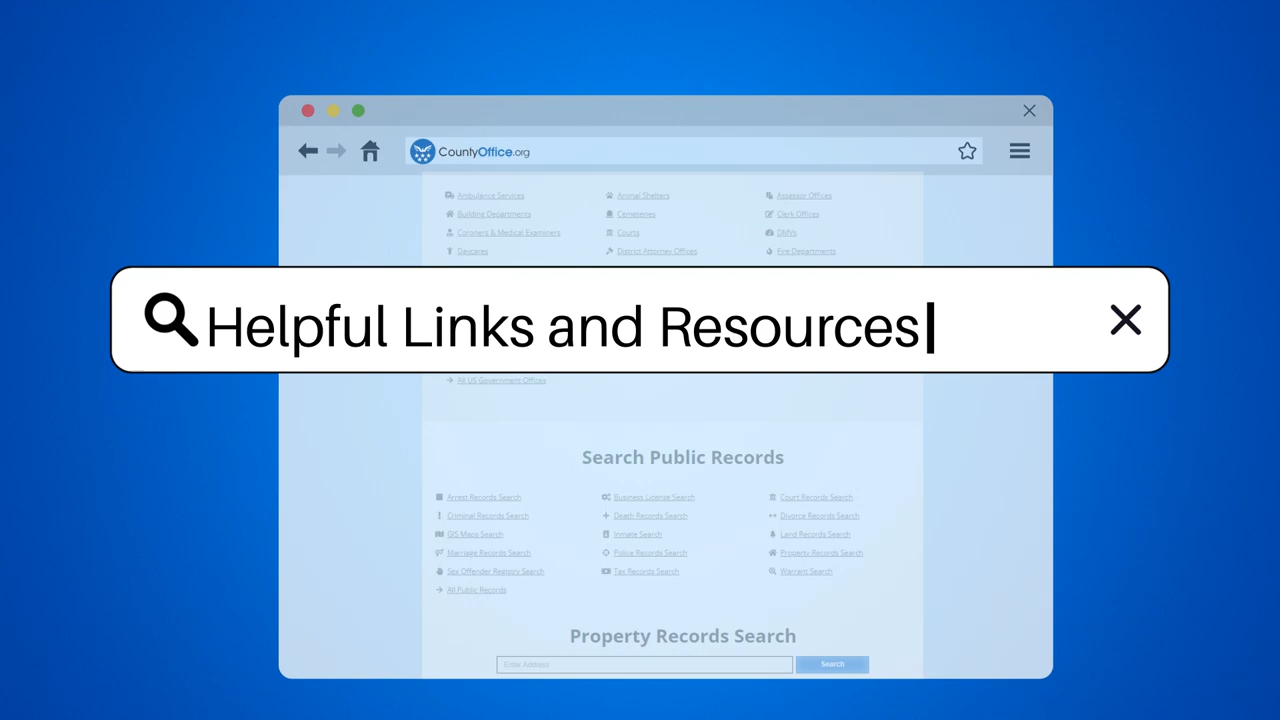 CountyOffice.org
Ambulance Services Animal Shelters Assessor Offices
Building Departments Cemeteries Clerk Offices
Coroners & Medical Examiners Courts DMVs
Daycares District Attorney Offices Fire Departments
Helpful Links and Resources
All US Government Offices
Search Public Records
Arrest Records Search Business License Search Court Records Search
Criminal Records Search Death Records Search Divorce Records Search
GIS Maps Search Inmate Search Land Records Search
Marriage Records Search Police Records Search Property Records Search
Sex Offender Registry Search Tax Records Search Warrant Search
All Public Records
Property Records Search
Enter Address Search